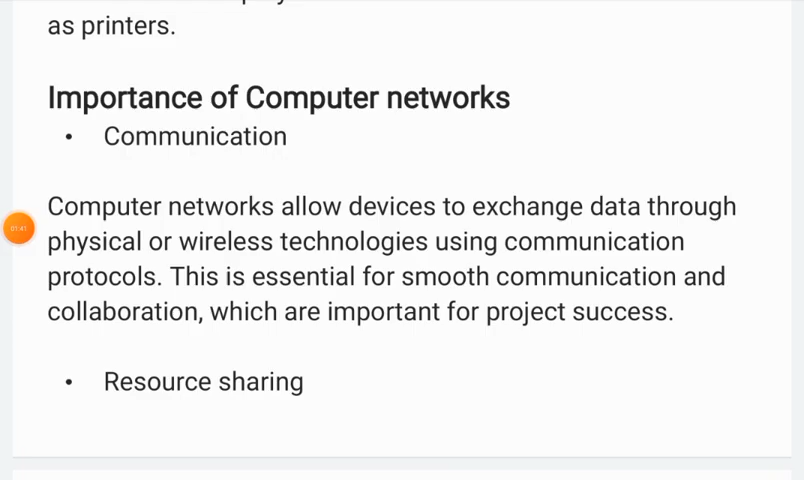 as printers.
Importance of Computer networks
• Communication
Computer networks allow devices to exchange data through
physical or wireless technologies using communication
protocols. This is essential for smooth communication and
collaboration, which are important for project success.
01:41
• Resource sharing